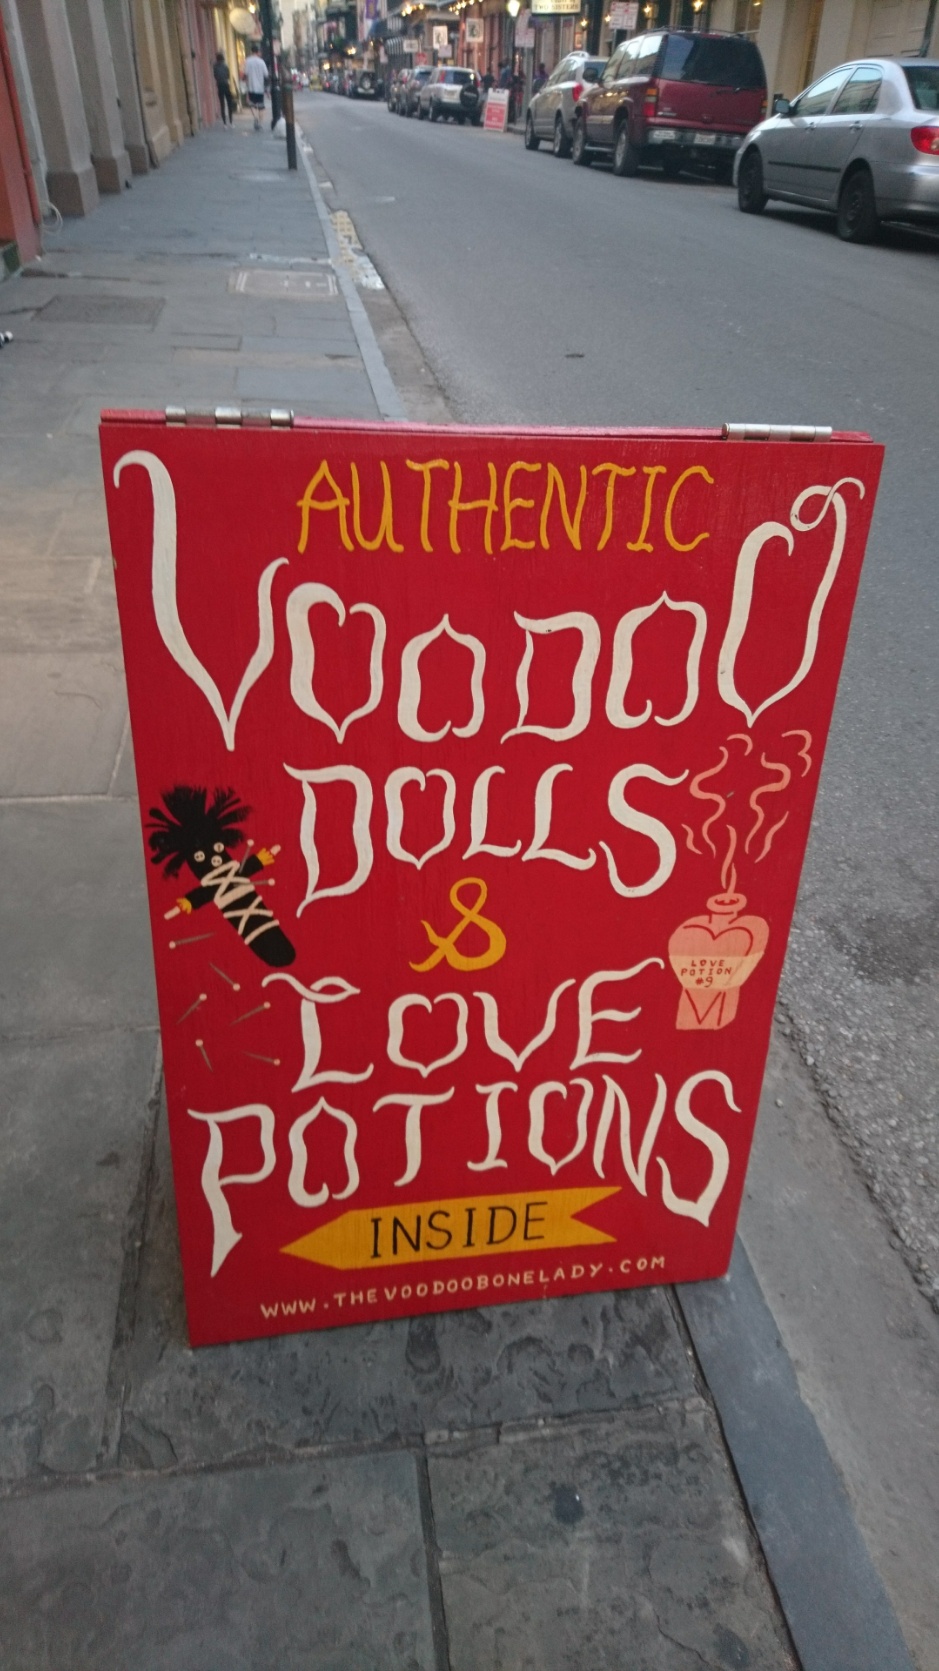 AUTHENTIC
VOODOO
DOLLS
&
LOVE
POTIONS
LOVE
POTION
#9
INSIDE
WWW.THEVOODOOBONELADY.COM